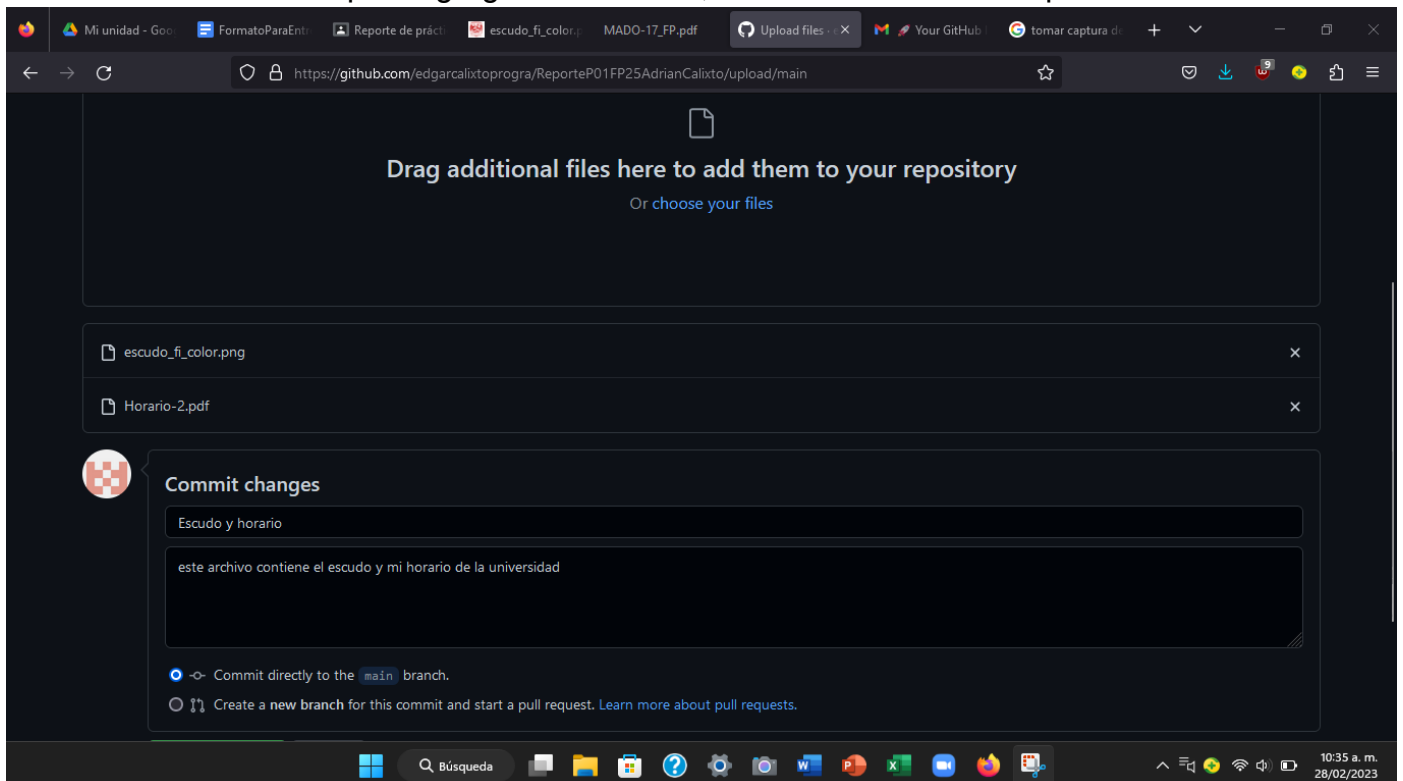 Mi unidad - Goo
FormatoParaEntr
Reporte de prácti
escudo_fi_color.p
MADO-17_FP.pdf
Upload files · e
Your GitHub
tomar captura de
https://github.com/edgarcalixtoprogra/ReporteP01FP25AdrianCalixto/upload/main
9
Drag additional files here to add them to your repository
Or choose your files
escudo_fi_color.png
Horario-2.pdf
Commit changes
Escudo y horario
este archivo contiene el escudo y mi horario de la universidad
Commit directly to the main branch.
Create a new branch for this commit and start a pull request. Learn more about pull requests.
Búsqueda
10:35 a. m.
28/02/2023